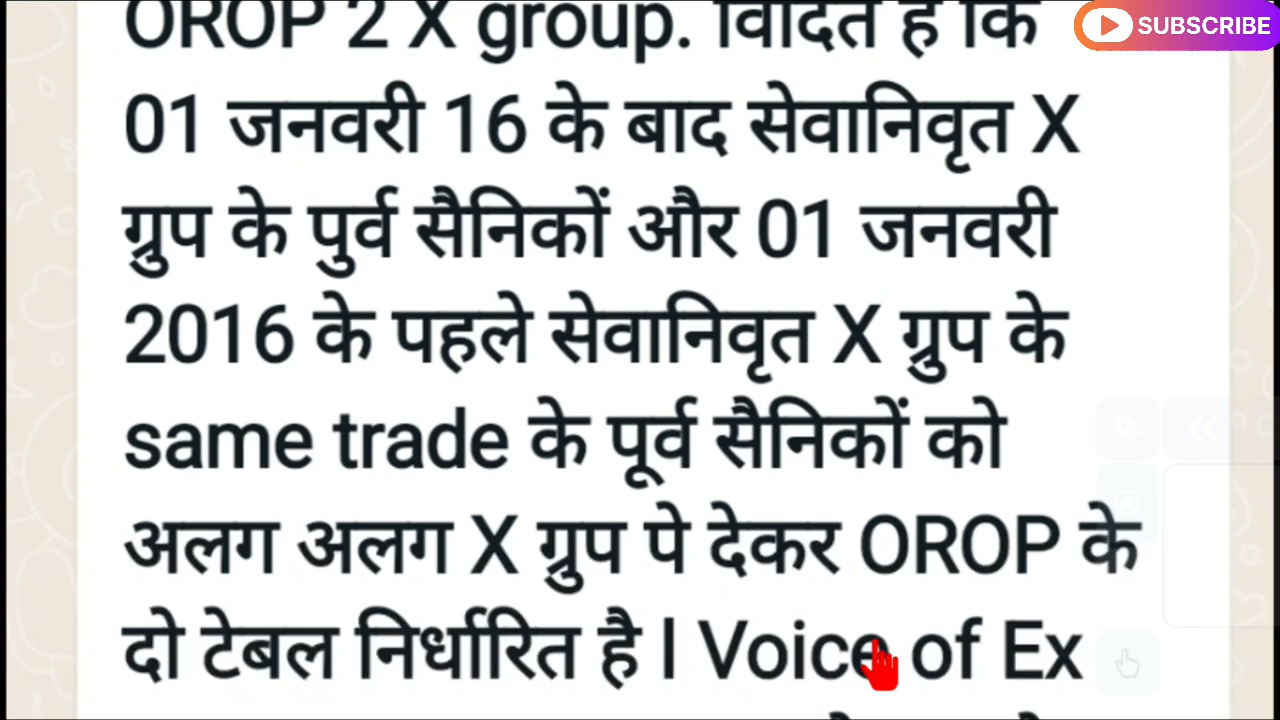 OROP 2 X group. विदित है कि
SUBSCRIBE
01 जनवरी 16 के बाद सेवानिवृत X
ग्रुप के पुर्व सैनिकों और 01 जनवरी
2016 के पहले सेवानिवृत X ग्रुप के
same trade के पूर्व सैनिकों को
अलग अलग X ग्रुप पे देकर OROP के
दो टेबल निर्धारित है l Voice of Ex